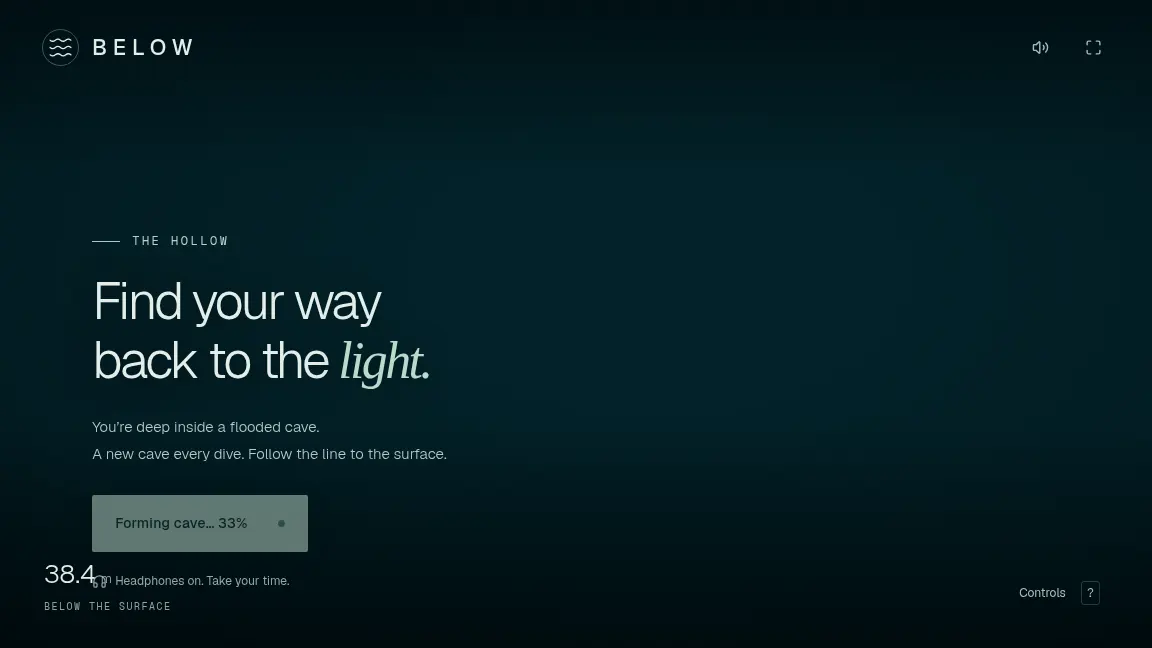 BELOW
THE HOLLOW
Find your way
back to the light.
You're deep inside a flooded cave.
A new cave every dive. Follow the line to the surface.
Forming cave... 33%
38.4 m
Headphones on. Take your time.
BELOW THE SURFACE
Controls ?